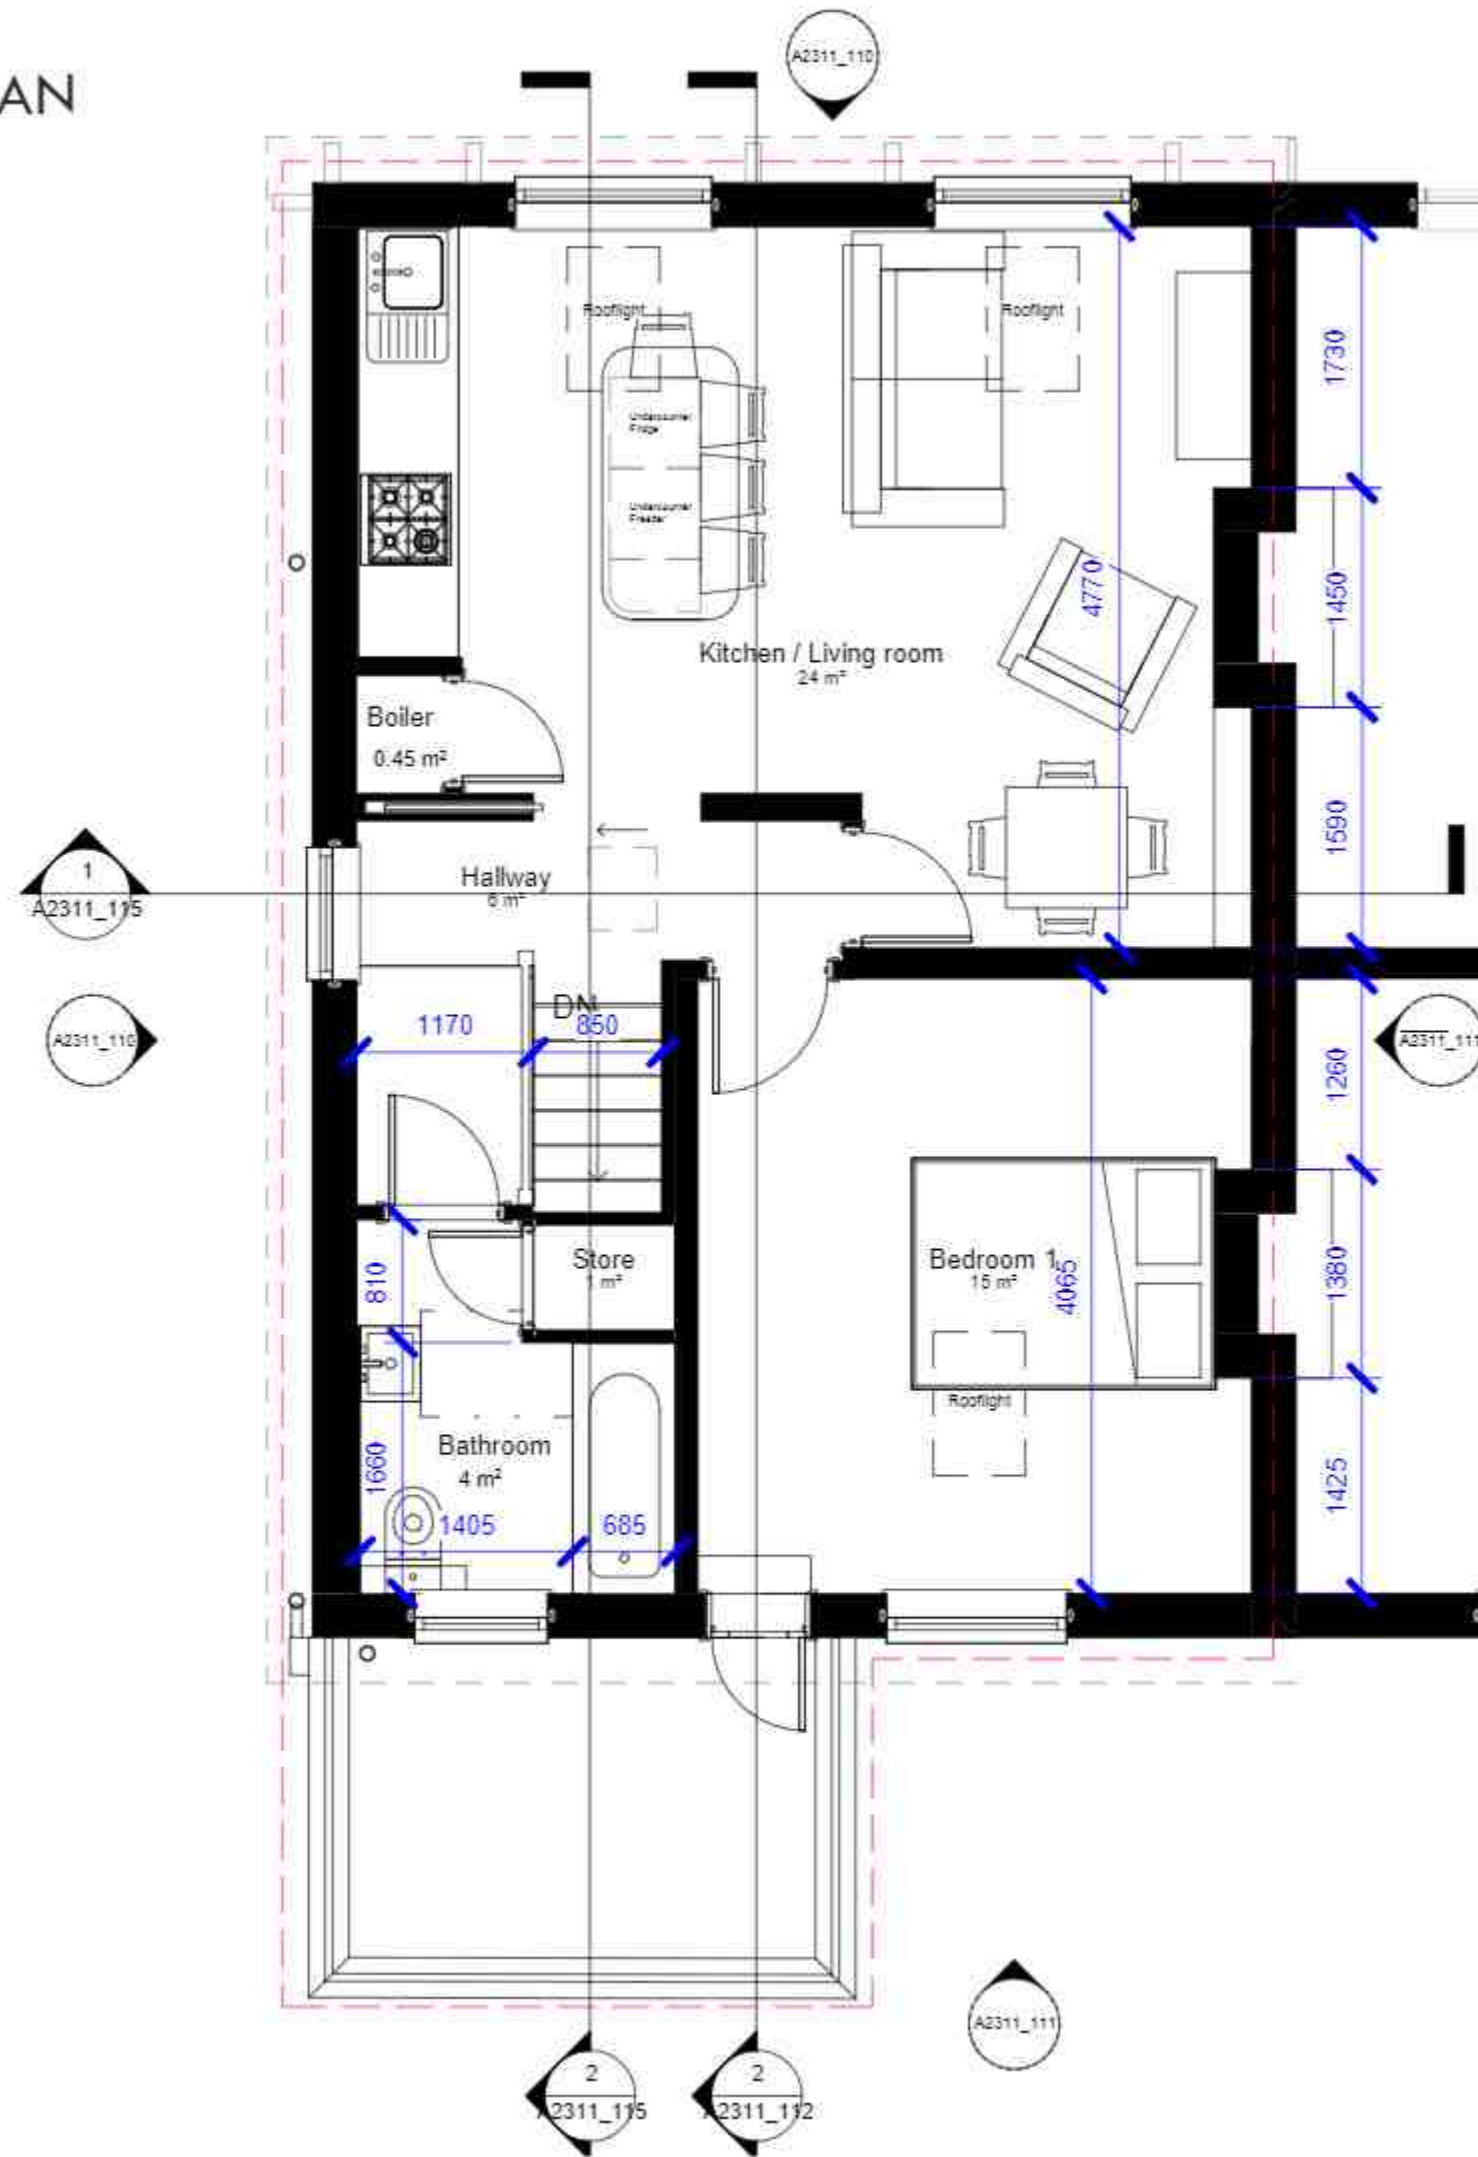 AN
A2311_110
Rooflight
Rooflight
1730
Undercounter
Fridge
Undercounter
Freezer
4770
1450
Kitchen / Living room
24 m²
Boiler
0.45 m²
1590
1
A2311_115
Hallway
6 m²
DN
1170
850
A2311_110
A2311_111
1260
810
Store
1 m²
Bedroom 1
15 m²
4065
1380
Rooflight
Bathroom
4 m²
1660
1425
1405
685
A2311_111
2
A2311_115
2
A2311_112